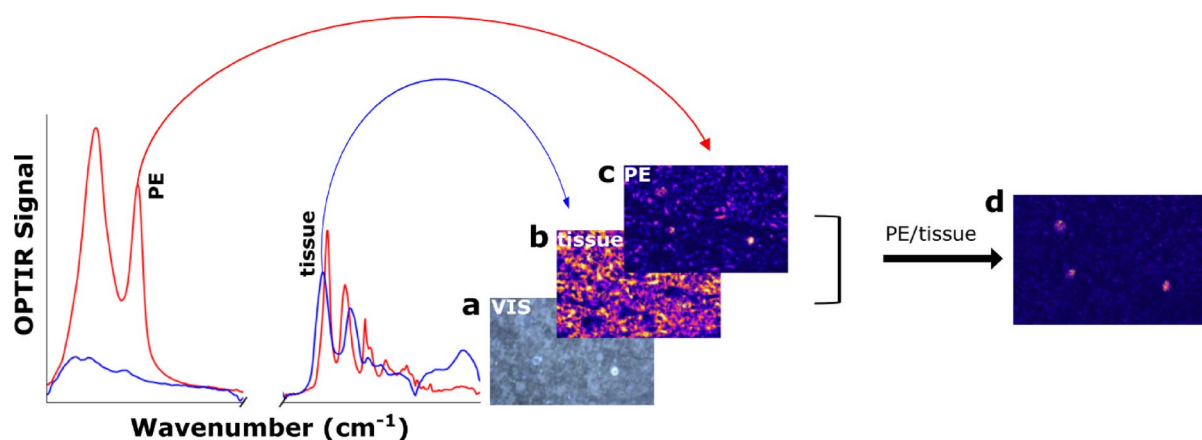 OPTIR Signal
PE
tissue
Wavenumber (cm⁻¹)
a
VIS
b
tissue
c
PE
PE/tissue
d